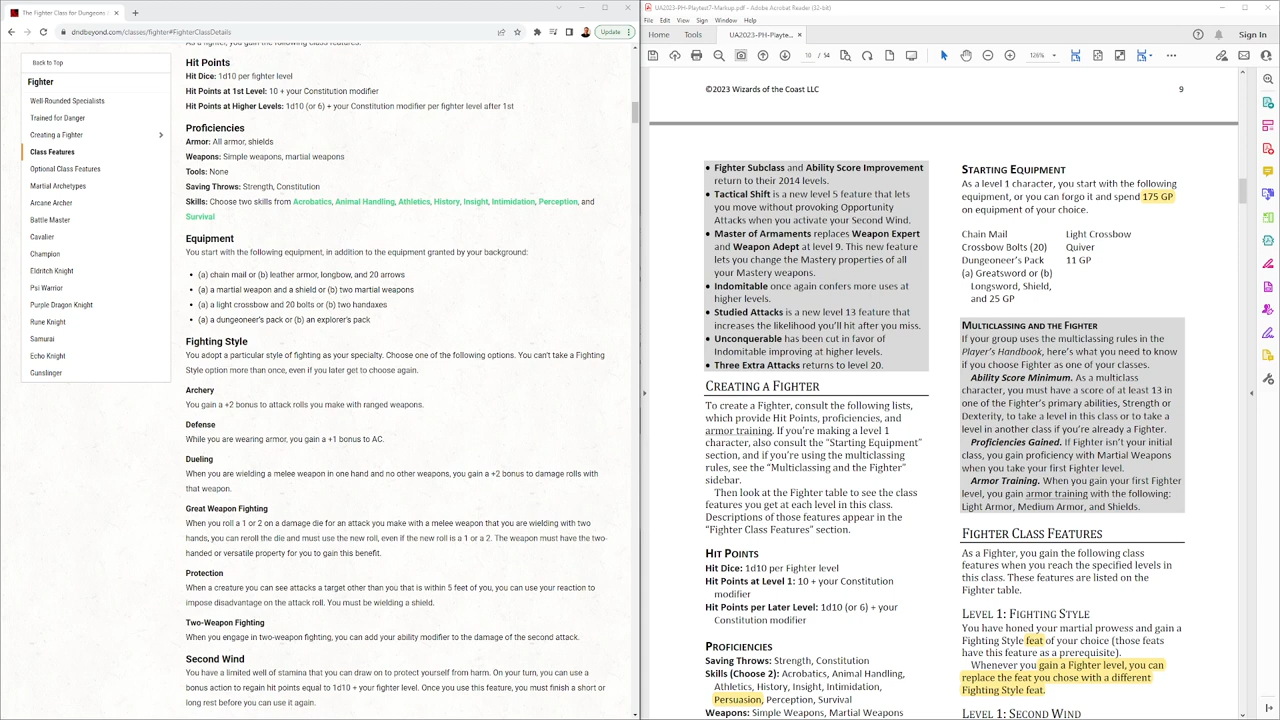 The Fighter Class for Dungeons
dndbeyond.com/classes/fighter#FighterClassDetails
Update
As a fighter, you gain the following class features.
Back to Top
Fighter
Well-Rounded Specialists
Trained for Danger
Creating a Fighter
Class Features
Optional Class Features
Martial Archetypes
Arcane Archer
Battle Master
Cavalier
Champion
Eldritch Knight
Psi Warrior
Purple Dragon Knight
Rune Knight
Samurai
Echo Knight
Gunslinger
Hit Points
Hit Dice: 1d10 per fighter level
Hit Points at 1st Level: 10 + your Constitution modifier
Hit Points at Higher Levels: 1d10 (or 6) + your Constitution modifier per fighter level after 1st
Proficiencies
Armor: All armor, shields
Weapons: Simple weapons, martial weapons
Tools: None
Saving Throws: Strength, Constitution
Skills: Choose two skills from Acrobatics, Animal Handling, Athletics, History, Insight, Intimidation, Perception, and
Survival
Equipment
You start with the following equipment, in addition to the equipment granted by your background:
• (a) chain mail or (b) leather armor, longbow, and 20 arrows
• (a) a martial weapon and a shield or (b) two martial weapons
• (a) a light crossbow and 20 bolts or (b) two handaxes
• (a) a dungeoneer's pack or (b) an explorer's pack
Fighting Style
You adopt a particular style of fighting as your specialty. Choose one of the following options. You can't take a Fighting
Style option more than once, even if you later get to choose again.
Archery
You gain a +2 bonus to attack rolls you make with ranged weapons.
Defense
While you are wearing armor, you gain a +1 bonus to AC.
Dueling
When you are wielding a melee weapon in one hand and no other weapons, you gain a +2 bonus to damage rolls with
that weapon.
Great Weapon Fighting
When you roll a 1 or 2 on a damage die for an attack you make with a melee weapon that you are wielding with two
hands, you can reroll the die and must use the new roll, even if the new roll is a 1 or a 2. The weapon must have the two-
handed or versatile property for you to gain this benefit.
Protection
When a creature you can see attacks a target other than you that is within 5 feet of you, you can use your reaction to
impose disadvantage on the attack roll. You must be wielding a shield.
Two-Weapon Fighting
When you engage in two-weapon fighting, you can add your ability modifier to the damage of the second attack.
Second Wind
You have a limited well of stamina that you can draw on to protect yourself from harm. On your turn, you can use a
bonus action to regain hit points equal to 1d10 + your fighter level. Once you use this feature, you must finish a short or
long rest before you can use it again.
UA2023-PH-Playtest7-Markup.pdf - Adobe Acrobat Reader (32-bit)
File Edit View Sign Window Help
Home Tools UA2023-PH-Playte... × Sign In
10 / 54 126%
©2023 Wizards of the Coast LLC 9
• Fighter Subclass and Ability Score Improvement
return to their 2014 levels.
• Tactical Shift is a new level 5 feature that lets
you move without provoking Opportunity
Attacks when you activate your Second Wind.
• Master of Armaments replaces Weapon Expert
and Weapon Adept at level 9. This new feature
lets you change the Mastery properties of all
your Mastery weapons.
• Indomitable once again confers more uses at
higher levels.
• Studied Attacks is a new level 13 feature that
increases the likelihood you'll hit after you miss.
• Unconquerable has been cut in favor of
Indomitable improving at higher levels.
• Three Extra Attacks returns to level 20.
CREATING A FIGHTER
To create a Fighter, consult the following lists,
which provide Hit Points, proficiencies, and
armor training. If you're making a level 1
character, also consult the "Starting Equipment"
section, and if you're using the multiclassing
rules, see the "Multiclassing and the Fighter"
sidebar.
Then look at the Fighter table to see the class
features you get at each level in this class.
Descriptions of those features appear in the
"Fighter Class Features" section.
HIT POINTS
Hit Dice: 1d10 per Fighter level
Hit Points at Level 1: 10 + your Constitution
modifier
Hit Points per Later Level: 1d10 (or 6) + your
Constitution modifier
PROFICIENCIES
Saving Throws: Strength, Constitution
Skills (Choose 2): Acrobatics, Animal Handling,
Athletics, History, Insight, Intimidation,
Persuasion, Perception, Survival
Weapons: Simple Weapons, Martial Weapons
STARTING EQUIPMENT
As a level 1 character, you start with the following
equipment, or you can forgo it and spend 175 GP
on equipment of your choice.
Chain Mail Light Crossbow
Crossbow Bolts (20) Quiver
Dungeoneer's Pack 11 GP
(a) Greatsword or (b)
Longsword, Shield,
and 25 GP
MULTICLASSING AND THE FIGHTER
If your group uses the multiclassing rules in the
Player's Handbook, here's what you need to know
if you choose Fighter as one of your classes.
Ability Score Minimum. As a multiclass
character, you must have a score of at least 13 in
one of the Fighter's primary abilities, Strength or
Dexterity, to take a level in this class or to take a
level in another class if you're already a Fighter.
Proficiencies Gained. If Fighter isn't your initial
class, you gain proficiency with Martial Weapons
when you take your first Fighter level.
Armor Training. When you gain your first Fighter
level, you gain armor training with the following:
Light Armor, Medium Armor, and Shields.
FIGHTER CLASS FEATURES
As a Fighter, you gain the following class
features when you reach the specified levels in
this class. These features are listed on the
Fighter table.
LEVEL 1: FIGHTING STYLE
You have honed your martial prowess and gain a
Fighting Style feat of your choice (those feats
have this feature as a prerequisite).
Whenever you gain a Fighter level, you can
replace the feat you chose with a different
Fighting Style feat.
LEVEL 1: SECOND WIND